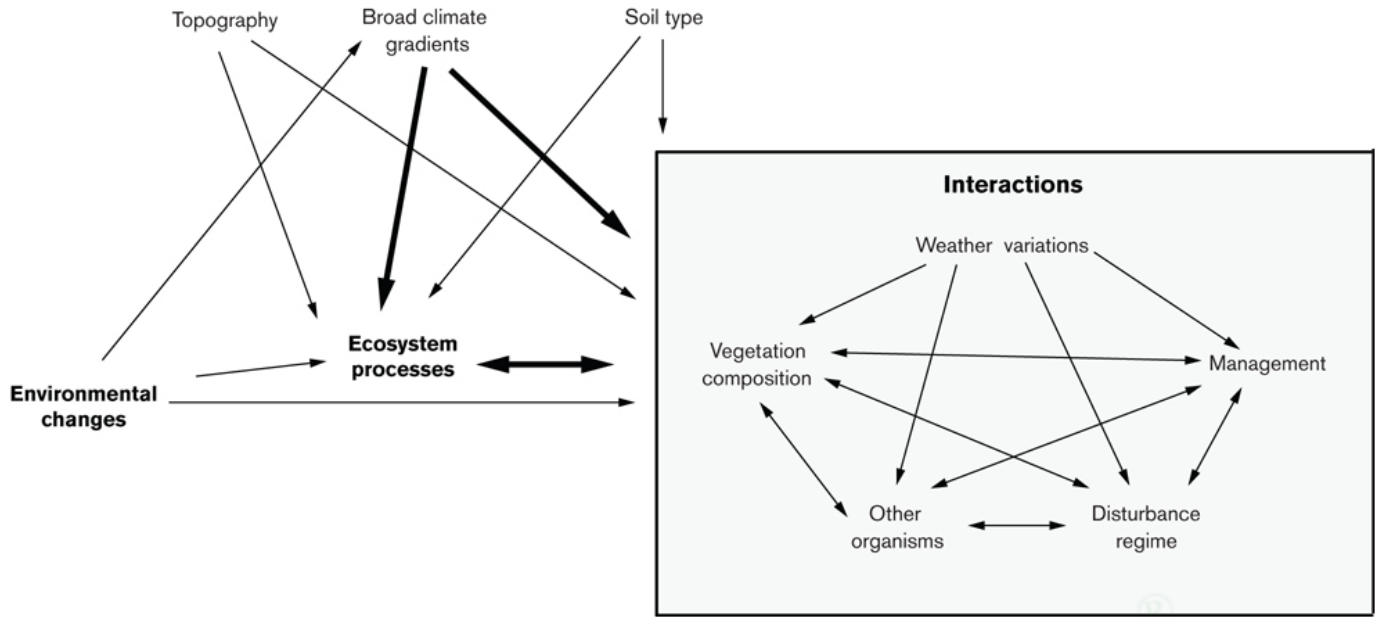 Topography
Broad climate
gradients
Soil type
Interactions
Weather variations
Ecosystem
processes
Vegetation
composition
Management
Environmental
changes
Other
organisms
Disturbance
regime
®